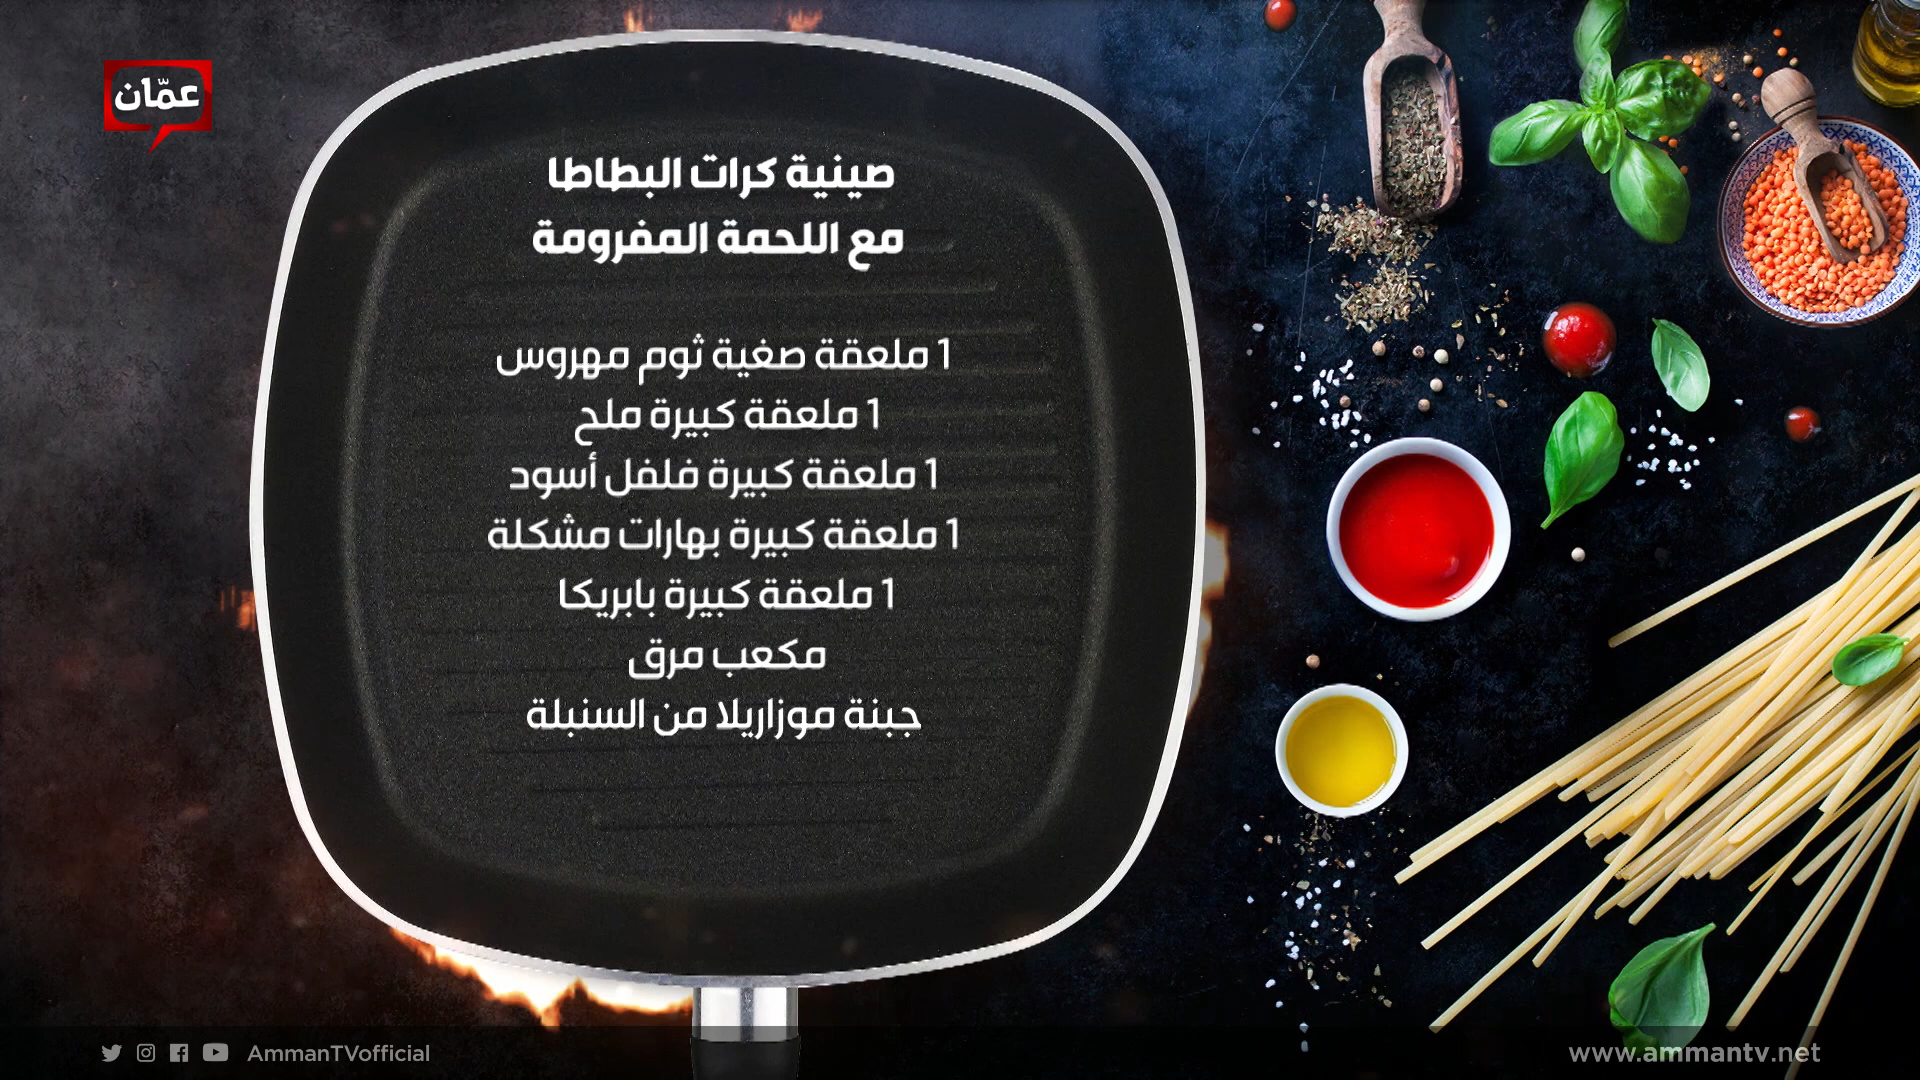 عمّان
صينية كرات البطاطا
مع اللحمة المفرومة
1 ملعقة صغية ثوم مهروس
1 ملعقة كبيرة ملح
1 ملعقة كبيرة فلفل أسود
1 ملعقة كبيرة بهارات مشكلة
1 ملعقة كبيرة بابريكا
مكعب مرق
جبنة موزاريلا من السنبلة
AmmanTVofficial
www.ammantv.net